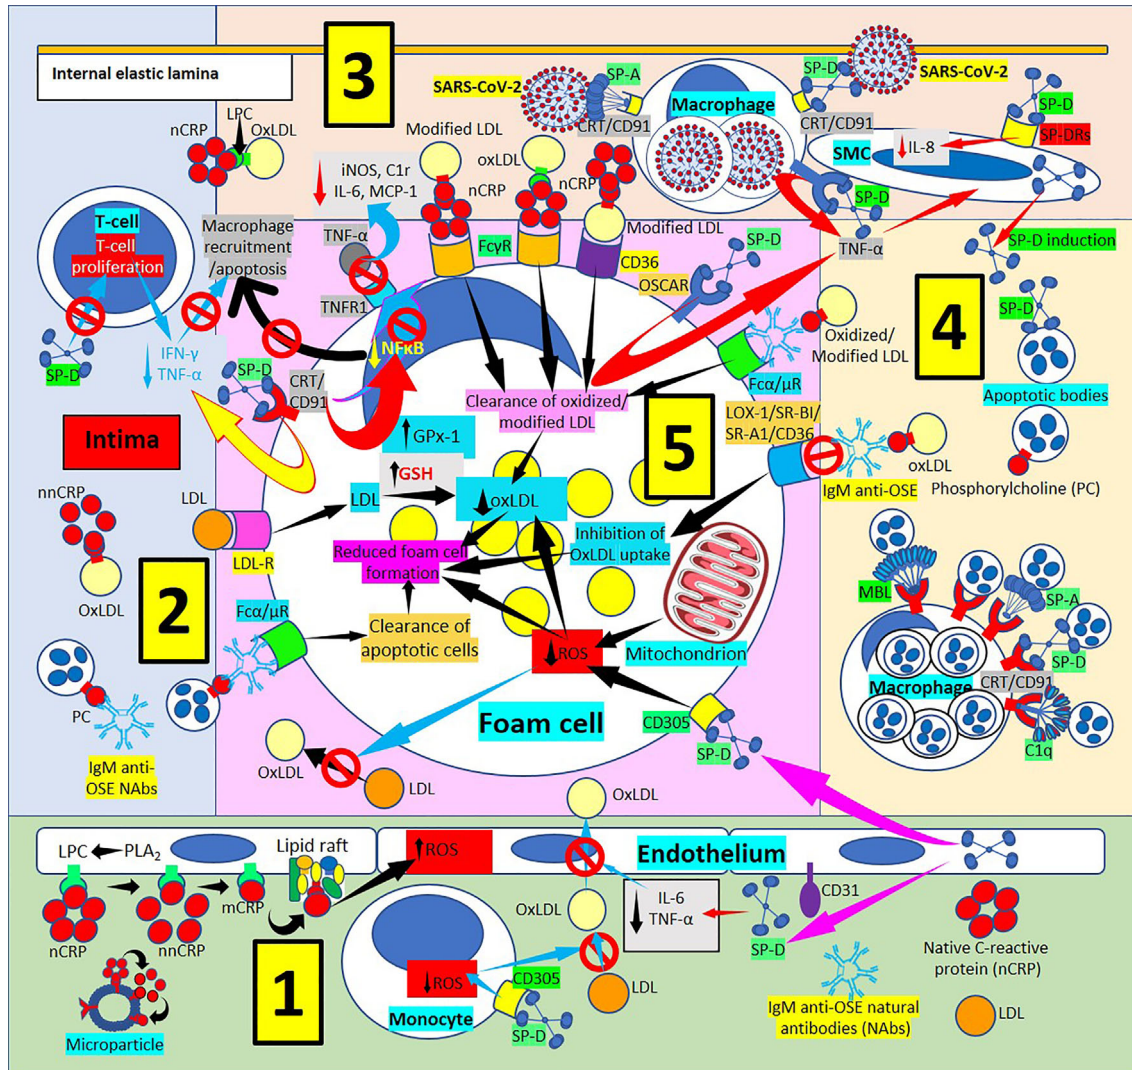 Internal elastic lamina
3
SARS-CoV-2
SP-A
CRT/CD91
Macrophage
SP-D
CRT/CD91
SARS-CoV-2
SP-D
SP-DRs
IL-8
SMC
SP-D
TNF-α
SP-D induction
nCRP
LPC
OxLDL
Modified LDL
nCRP
oxLDL
nCRP
Modified LDL
iNOS, C1r
IL-6, MCP-1
TNF-α
TNFR1
FcγR
CD36
SP-D
OSCAR
T-cell
T-cell
proliferation
Macrophage
recruitment
/apoptosis
SP-D
IFN-γ
TNF-α
SP-D
CRT/
CD91
NFκB
4
SP-D
Apoptotic bodies
Oxidized/
Modified LDL
Fcα/μR
LOX-1/SR-BI/
SR-A1/CD36
IgM anti-OSE
oxLDL
Phosphorylcholine (PC)
5
Clearance of oxidized/
modified LDL
GPx-1
GSH
LDL
oxLDL
Reduced foam cell
formation
Inhibition of
OxLDL uptake
Clearance of
apoptotic cells
ROS
Mitochondrion
Foam cell
CD305
SP-D
Intima
nnCRP
OxLDL
LDL
LDL-R
2
Fcα/μR
PC
IgM anti-
OSE NAbs
OxLDL
LDL
MBL
SP-A
SP-D
CRT/CD91
Macrophage
C1q
OxLDL
Endothelium
LPC
PLA2
Lipid raft
ROS
nCRP
nnCRP
mCRP
1
Microparticle
ROS
Monocyte
CD305
SP-D
OxLDL
LDL
IL-6
TNF-α
SP-D
CD31
IgM anti-OSE natural
antibodies (NAbs)
Native C-reactive
protein (nCRP)
LDL